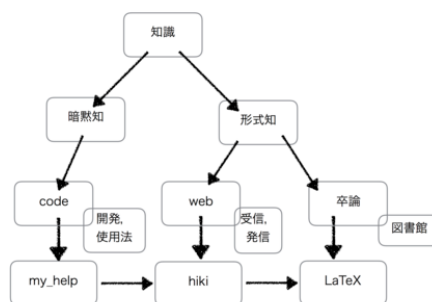 知識
暗黙知
形式知
code
web
卒論
開発,
使用法
受信,
発信
図書館
my_help
hiki
LaTeX